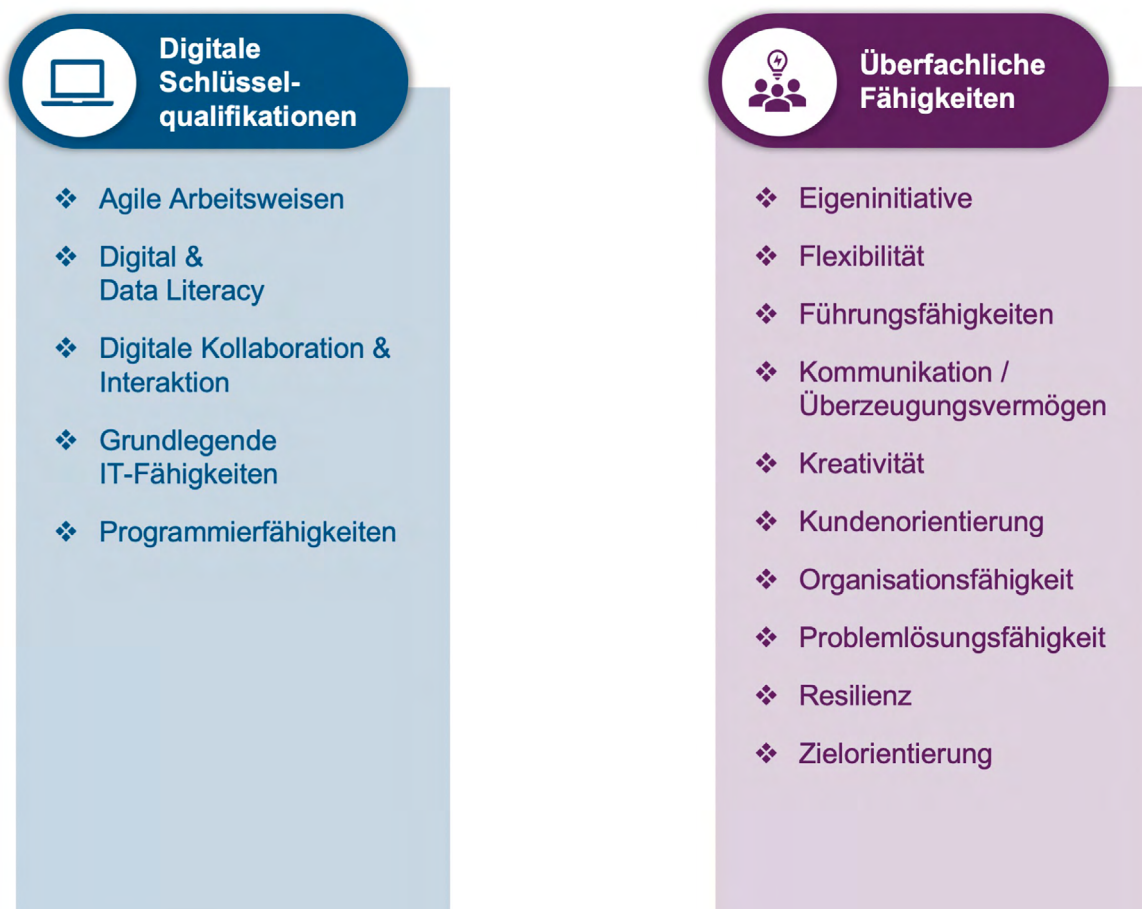 Digitale
Schlüssel-
qualifikationen
❖ Agile Arbeitsweisen
❖ Digital &
Data Literacy
❖ Digitale Kollaboration &
Interaktion
❖ Grundlegende
IT-Fähigkeiten
❖ Programmierfähigkeiten
Überfachliche
Fähigkeiten
❖ Eigeninitiative
❖ Flexibilität
❖ Führungsfähigkeiten
❖ Kommunikation /
Überzeugungsvermögen
❖ Kreativität
❖ Kundenorientierung
❖ Organisationsfähigkeit
❖ Problemlösungsfähigkeit
❖ Resilienz
❖ Zielorientierung